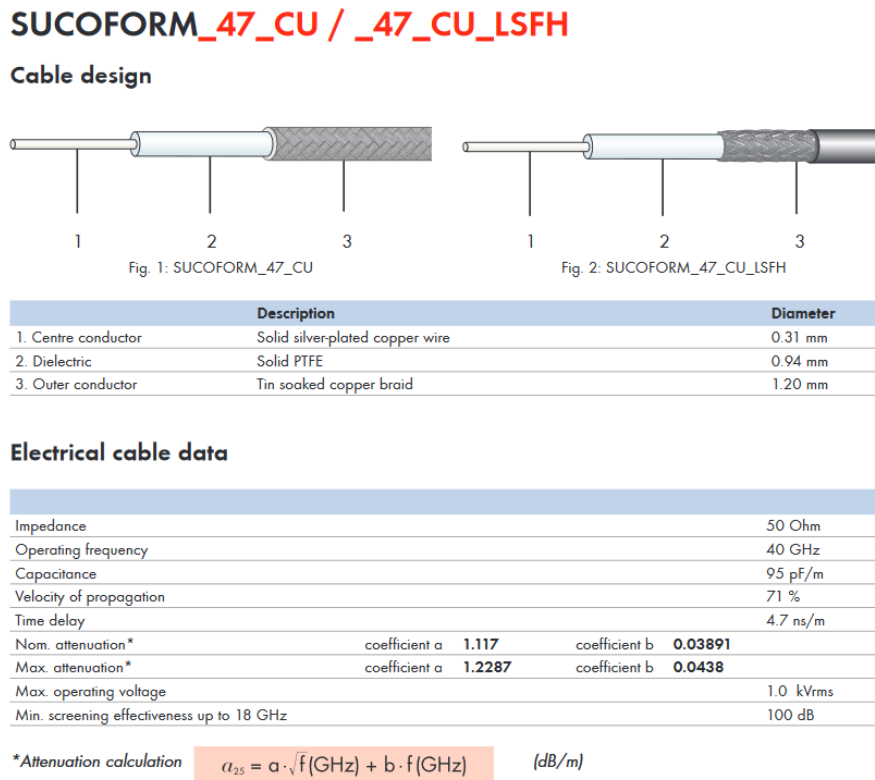 SUCOFORM_47_CU / _47_CU_LSFH
Cable design
1 2 3
Fig. 1: SUCOFORM_47_CU
1 2 3
Fig. 2: SUCOFORM_47_CU_LSFH
Description Diameter
1. Centre conductor Solid silver-plated copper wire 0.31 mm
2. Dielectric Solid PTFE 0.94 mm
3. Outer conductor Tin soaked copper braid 1.20 mm
Electrical cable data
Impedance 50 Ohm
Operating frequency 40 GHz
Capacitance 95 pF/m
Velocity of propagation 71 %
Time delay 4.7 ns/m
Nom. attenuation* coefficient a 1.117 coefficient b 0.03891
Max. attenuation* coefficient a 1.2287 coefficient b 0.0438
Max. operating voltage 1.0 kVrms
Min. screening effectiveness up to 18 GHz 100 dB
*Attenuation calculation a₂₅ = a·√f(GHz) + b·f(GHz) (dB/m)